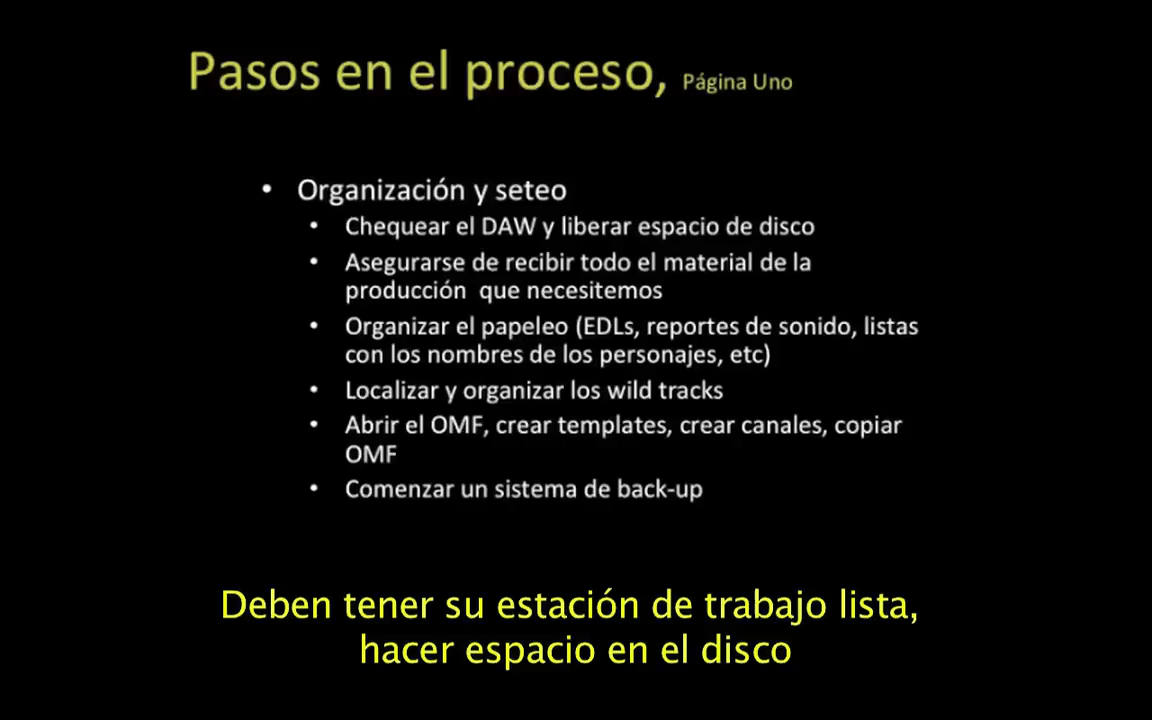 Pasos en el proceso, Página Uno
• Organización y seteo
• Chequear el DAW y liberar espacio de disco
• Asegurarse de recibir todo el material de la
producción que necesitemos
• Organizar el papeleo (EDLs, reportes de sonido, listas
con los nombres de los personajes, etc)
• Localizar y organizar los wild tracks
• Abrir el OMF, crear templates, crear canales, copiar
OMF
• Comenzar un sistema de back-up
Deben tener su estación de trabajo lista,
hacer espacio en el disco